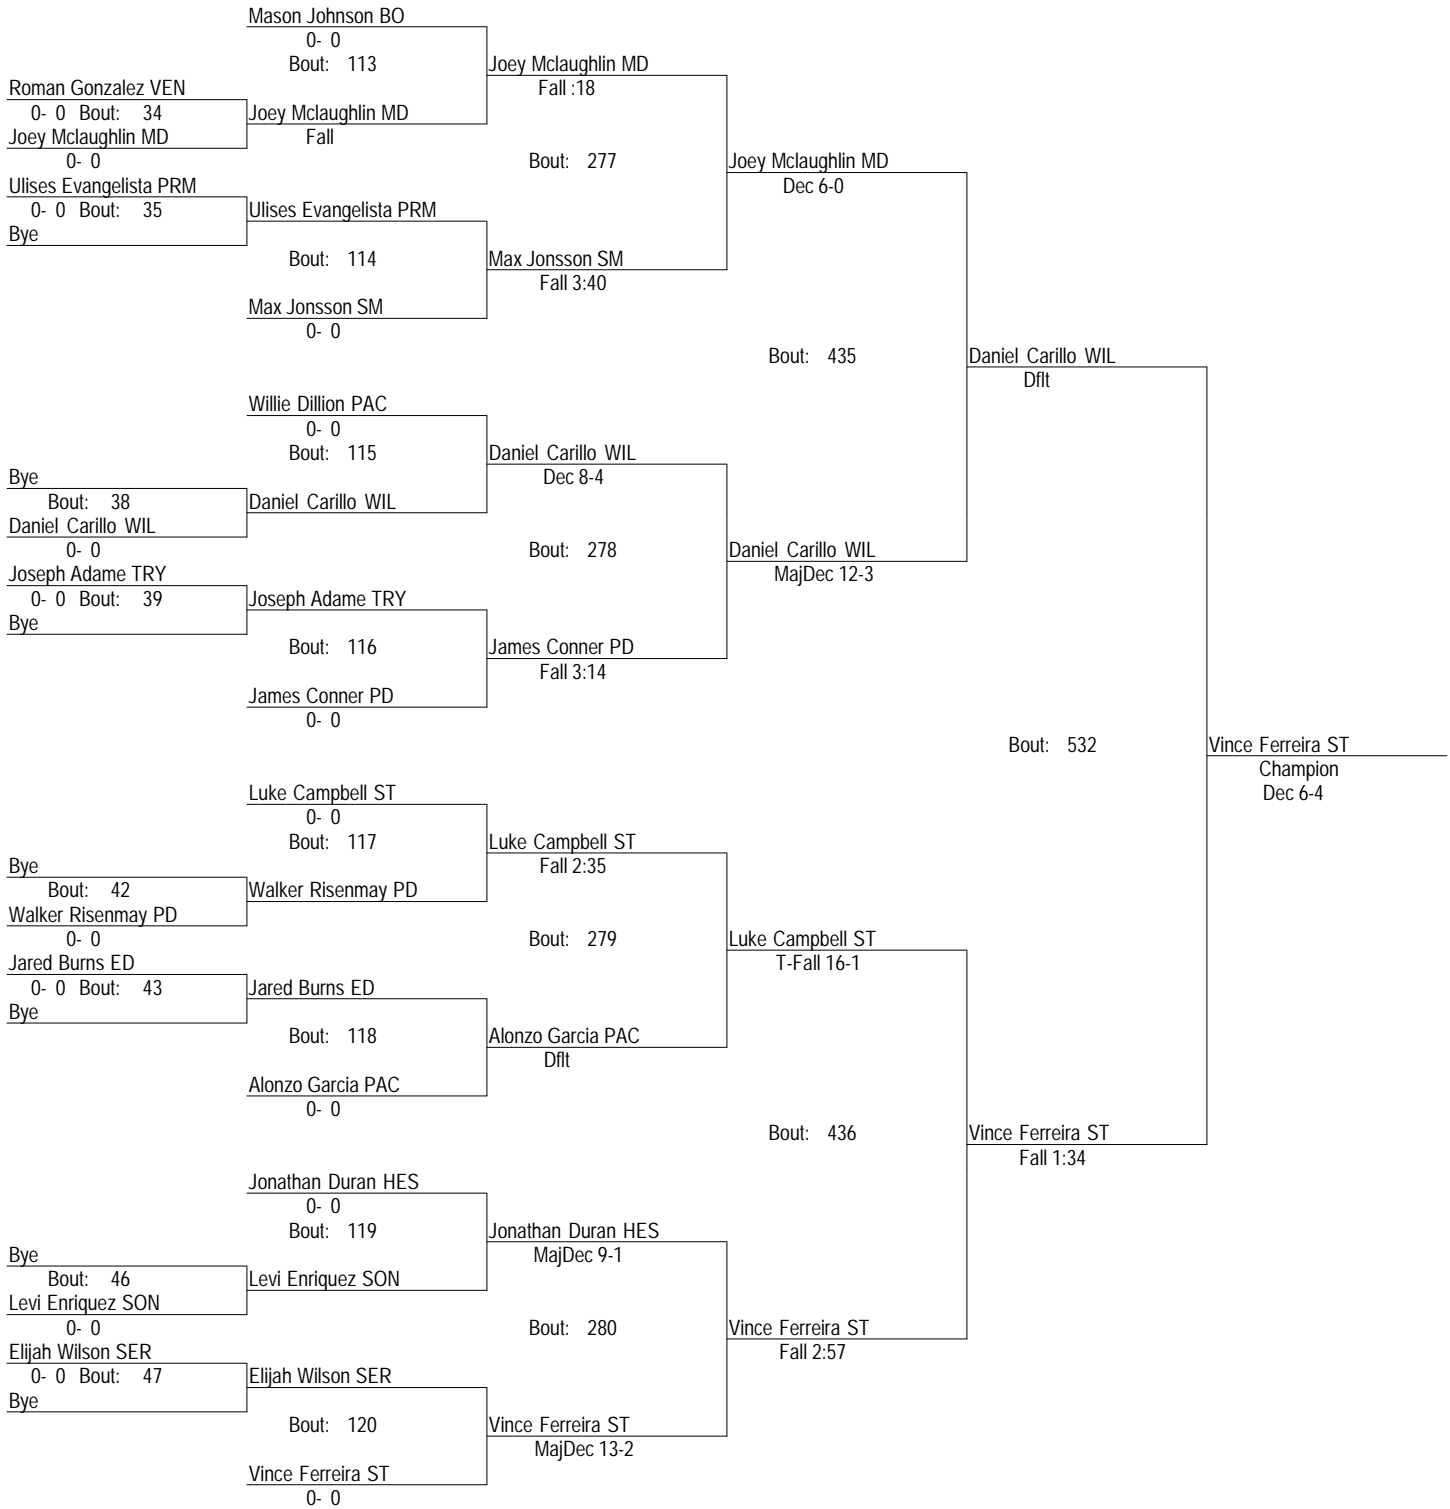 Mason Johnson BO
0- 0
Bout: 113
Joey Mclaughlin MD
Fall :18
Roman Gonzalez VEN
0- 0 Bout: 34
Joey Mclaughlin MD
Fall
Joey Mclaughlin MD
0- 0
Bout: 277
Joey Mclaughlin MD
Dec 6-0
Ulises Evangelista PRM
0- 0 Bout: 35
Ulises Evangelista PRM
Bye
Bout: 114
Max Jonsson SM
Fall 3:40
Max Jonsson SM
0- 0
Bout: 435
Daniel Carillo WIL
Dflt
Willie Dillion PAC
0- 0
Bout: 115
Daniel Carillo WIL
Dec 8-4
Bye
Bout: 38
Daniel Carillo WIL
Daniel Carillo WIL
0- 0
Bout: 278
Daniel Carillo WIL
MajDec 12-3
Joseph Adame TRY
0- 0 Bout: 39
Joseph Adame TRY
Bye
Bout: 116
James Conner PD
Fall 3:14
James Conner PD
0- 0
Bout: 532
Vince Ferreira ST
Champion
Dec 6-4
Luke Campbell ST
0- 0
Bout: 117
Luke Campbell ST
Fall 2:35
Bye
Bout: 42
Walker Risenmay PD
Walker Risenmay PD
0- 0
Bout: 279
Luke Campbell ST
T-Fall 16-1
Jared Burns ED
0- 0 Bout: 43
Jared Burns ED
Bye
Bout: 118
Alonzo Garcia PAC
Dflt
Alonzo Garcia PAC
0- 0
Bout: 436
Vince Ferreira ST
Fall 1:34
Jonathan Duran HES
0- 0
Bout: 119
Jonathan Duran HES
MajDec 9-1
Bye
Bout: 46
Levi Enriquez SON
Levi Enriquez SON
0- 0
Bout: 280
Vince Ferreira ST
Fall 2:57
Elijah Wilson SER
0- 0 Bout: 47
Elijah Wilson SER
Bye
Bout: 120
Vince Ferreira ST
MajDec 13-2
Vince Ferreira ST
0- 0